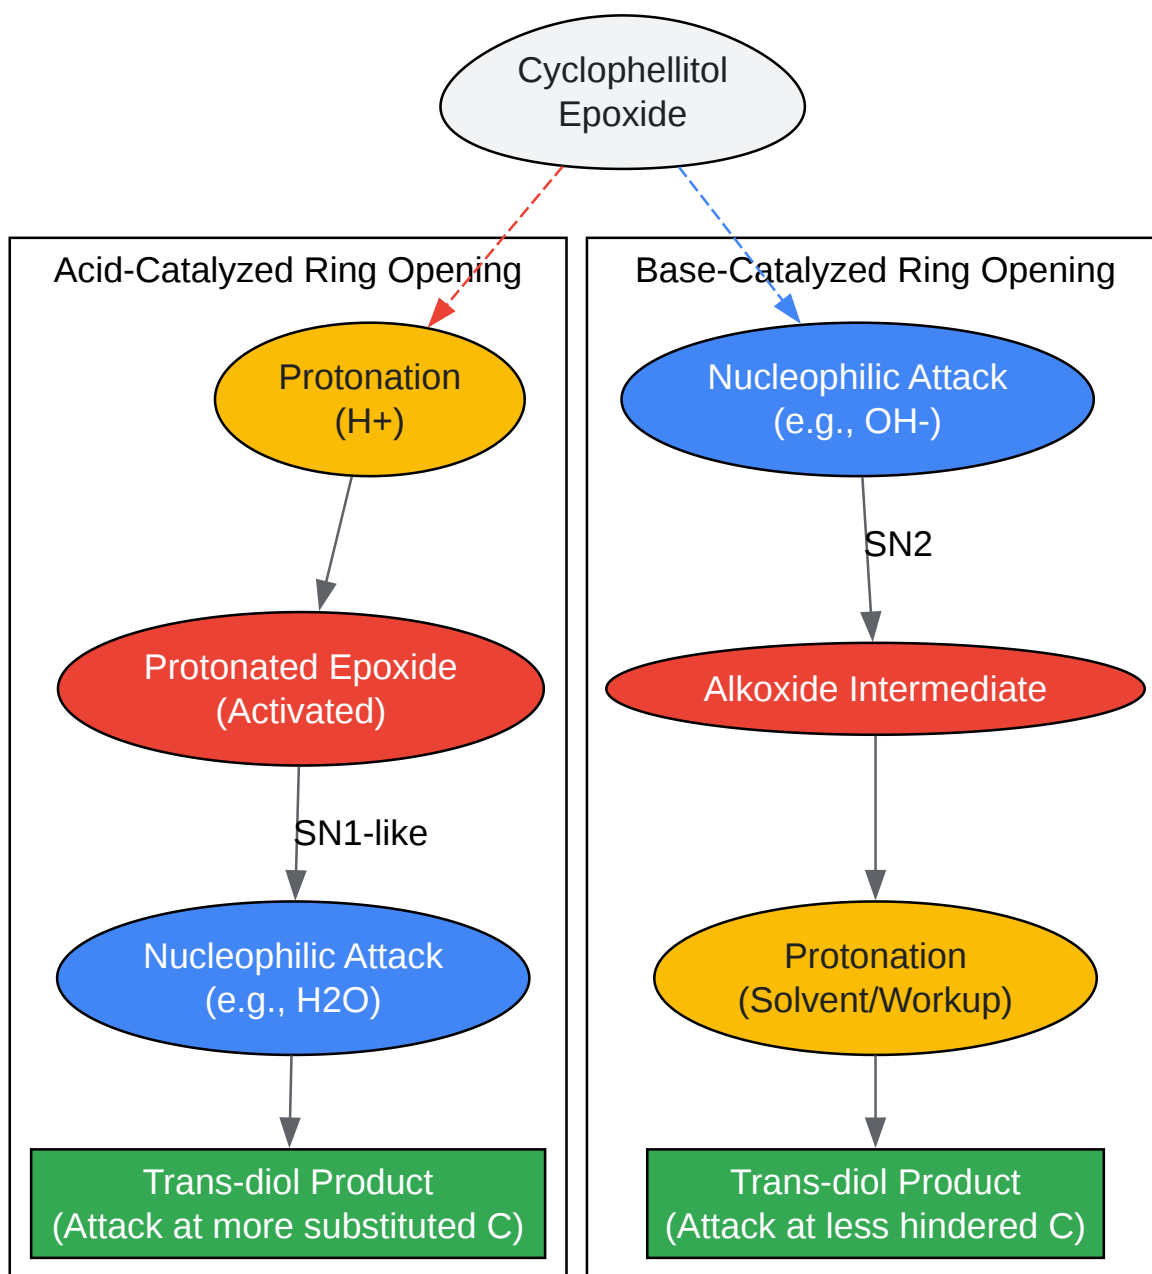 Cyclophellitol
Epoxide
Acid-Catalyzed Ring Opening
Protonation
(H+)
Protonated Epoxide
(Activated)
SN1-like
Nucleophilic Attack
(e.g., H2O)
Trans-diol Product
(Attack at more substituted C)
Base-Catalyzed Ring Opening
Nucleophilic Attack
(e.g., OH-)
SN2
Alkoxide Intermediate
Protonation
(Solvent/Workup)
Trans-diol Product
(Attack at less hindered C)